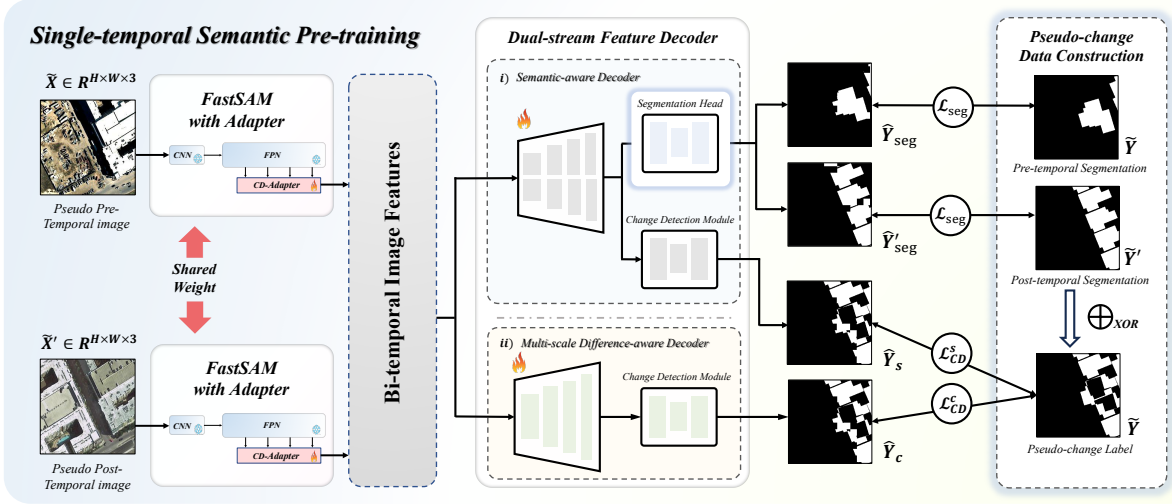 Single-temporal Semantic Pre-training
X̃ ∈ R^{H×W×3}
Pseudo Pre-
Temporal image
FastSAM
with Adapter
CNN
FPN
CD-Adapter
Shared
Weight
X̃' ∈ R^{H×W×3}
Pseudo Post-
Temporal image
FastSAM
with Adapter
CNN
FPN
CD-Adapter
Bi-temporal Image Features
Dual-stream Feature Decoder
i) Semantic-aware Decoder
Segmentation Head
Change Detection Module
ii) Multi-scale Difference-aware Decoder
Change Detection Module
Ŷ_seg
Ŷ'_seg
Ŷ_s
Ŷ_c
ℒ_seg
ℒ_seg
ℒ^s_CD
ℒ^c_CD
Pseudo-change
Data Construction
Ỹ
Pre-temporal Segmentation
Ỹ'
Post-temporal Segmentation
⊕ XOR
Ỹ
Pseudo-change Label